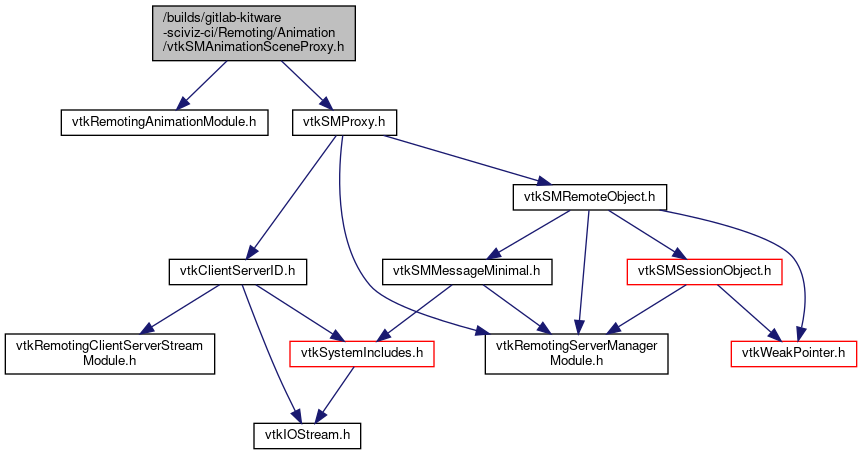 /builds/gitlab-kitware
-sciviz-ci/Remoting/Animation
/vtkSMAnimationSceneProxy.h
vtkRemotingAnimationModule.h
vtkSMProxy.h
vtkSMRemoteObject.h
vtkClientServerID.h
vtkSMMessageMinimal.h
vtkSMSessionObject.h
vtkRemotingClientServerStream
Module.h
vtkSystemIncludes.h
vtkRemotingServerManager
Module.h
vtkWeakPointer.h
vtkIOStream.h